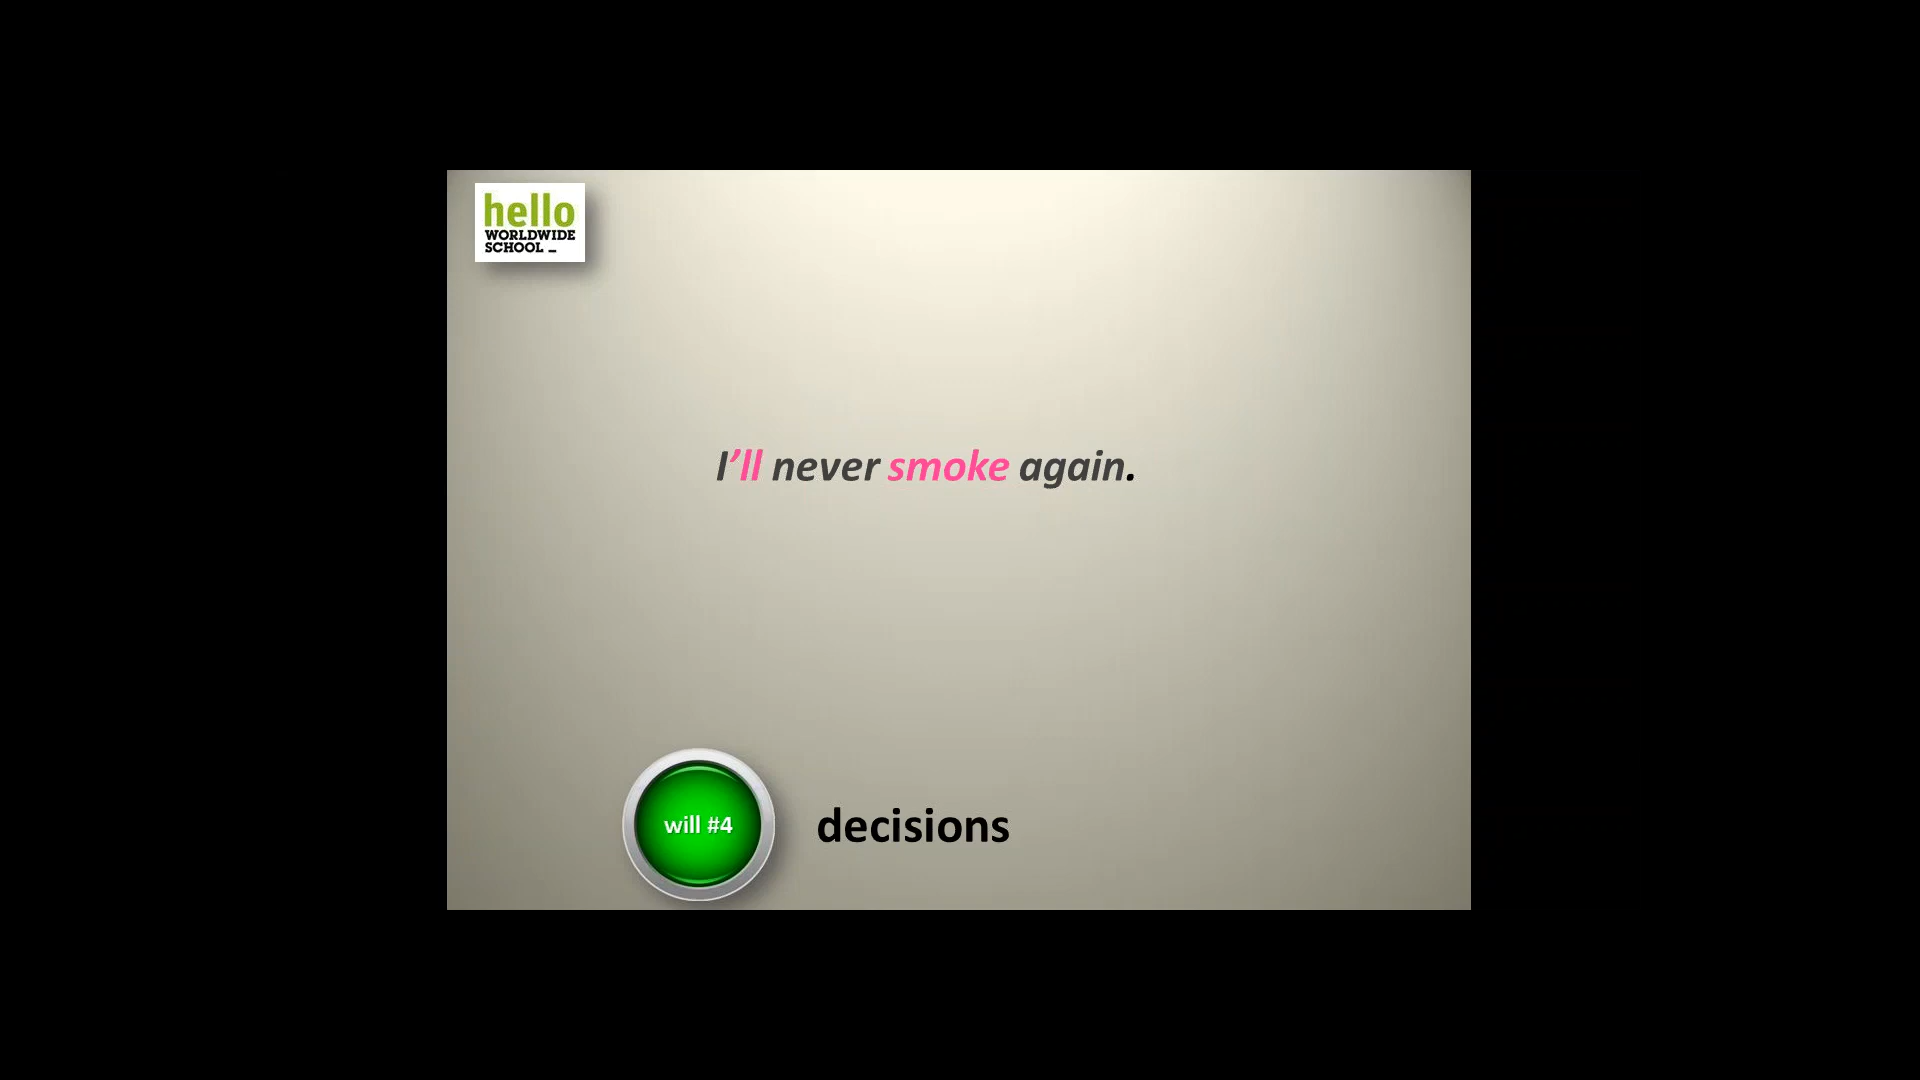 hello
WORLDWIDE
SCHOOL _
I’ll never smoke again.
will #4
decisions